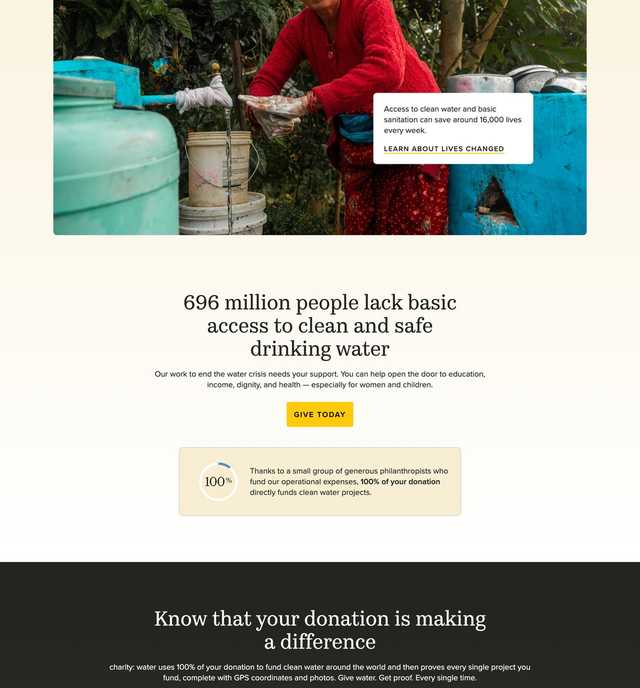 Access to clean water and basic
sanitation can save around 16,000 lives
every week.
LEARN ABOUT LIVES CHANGED
696 million people lack basic
access to clean and safe
drinking water
Our work to end the water crisis needs your support. You can help open the door to education,
income, dignity, and health — especially for women and children.
GIVE TODAY
100%
Thanks to a small group of generous philanthropists who
fund our operational expenses, 100% of your donation
directly funds clean water projects.
Know that your donation is making
a difference
charity: water uses 100% of your donation to fund clean water around the world and then proves every single project you
fund, complete with GPS coordinates and photos. Give water. Get proof. Every single time.